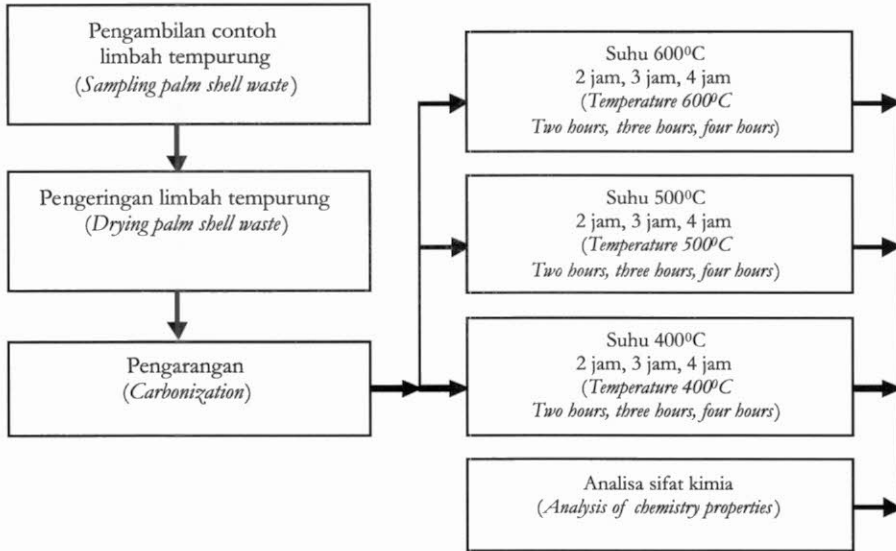 Pengambilan contoh
limbah tempurung
(Sampling palm shell waste)
Pengeringan limbah tempurung
(Drying palm shell waste)
Pengarangan
(Carbonization)
Suhu 600⁰C
2 jam, 3 jam, 4 jam
(Temperature 600⁰C
Two hours, three hours, four hours)
Suhu 500⁰C
2 jam, 3 jam, 4 jam
(Temperature 500⁰C
Two hours, three hours, four hours)
Suhu 400⁰C
2 jam, 3 jam, 4 jam
(Temperature 400⁰C
Two hours, three hours, four hours)
Analisa sifat kimia
(Analysis of chemistry properties)